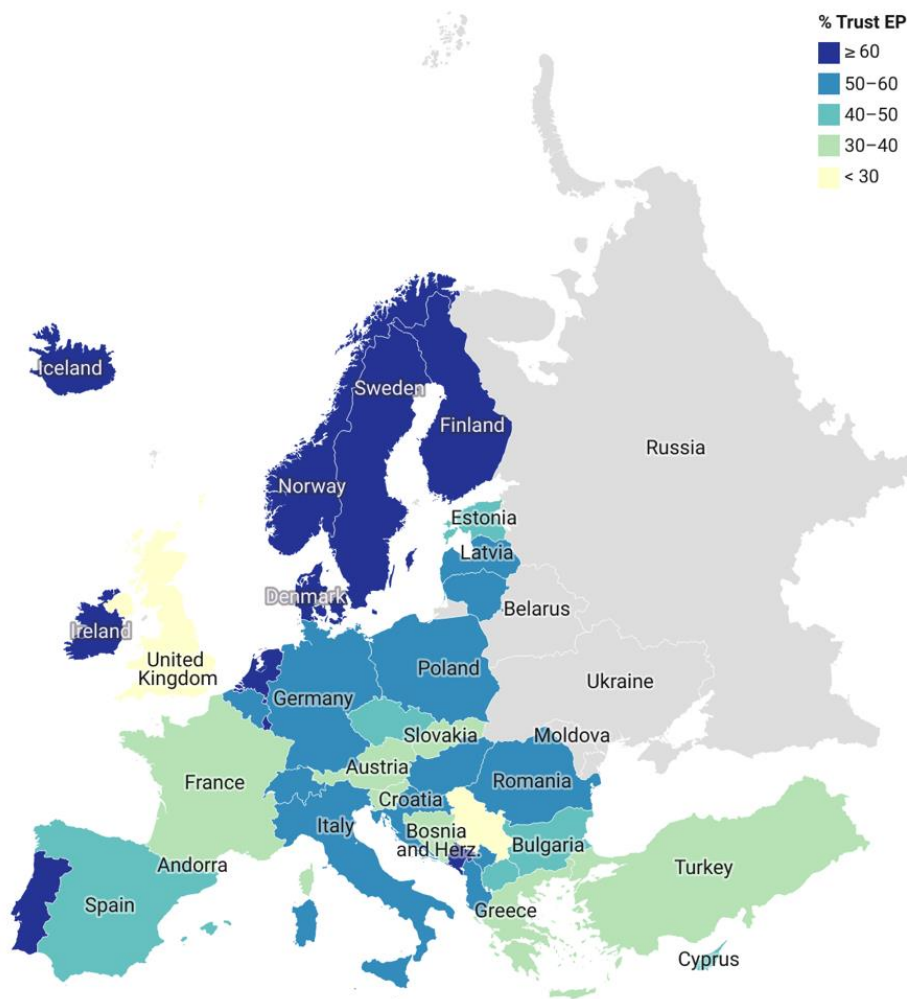 % Trust EP
≥ 60
50–60
40–50
30–40
< 30
Iceland
Sweden
Finland
Norway
Russia
Estonia
Latvia
Denmark
Belarus
Ireland
United
Kingdom
Poland
Germany
Ukraine
Slovakia
Moldova
Austria
France
Romania
Croatia
Italy
Bosnia
and Herz.
Bulgaria
Andorra
Turkey
Spain
Greece
Cyprus